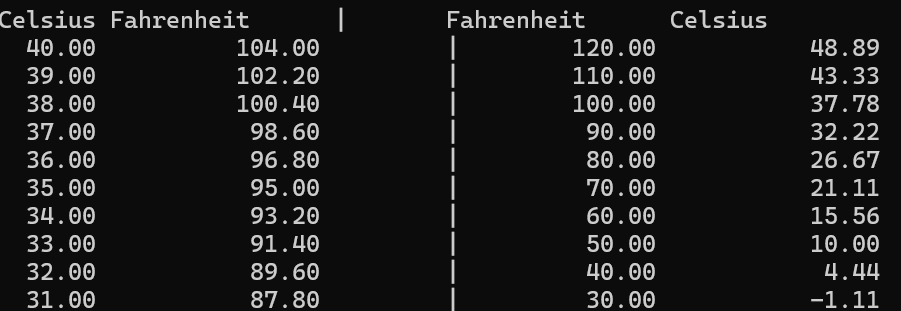 Celsius Fahrenheit | Fahrenheit Celsius
40.00 104.00 | 120.00 48.89
39.00 102.20 | 110.00 43.33
38.00 100.40 | 100.00 37.78
37.00 98.60 | 90.00 32.22
36.00 96.80 | 80.00 26.67
35.00 95.00 | 70.00 21.11
34.00 93.20 | 60.00 15.56
33.00 91.40 | 50.00 10.00
32.00 89.60 | 40.00 4.44
31.00 87.80 | 30.00 -1.11